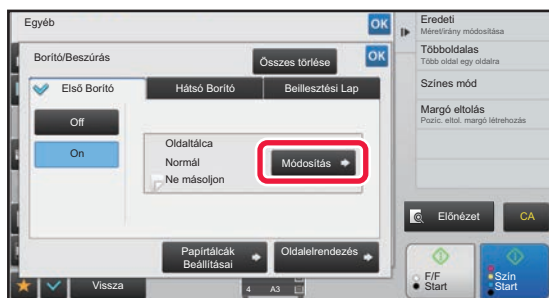 Egyéb
OK
Borító/Beszúrás
Összes törlése
OK
Első Borító
Hátsó Borító
Beillesztési Lap
Off
On
Oldaltálca
Normál
Ne másoljon
Módosítás
Papírtálcák
Beállításai
Oldalelrendezés
Vissza
4 A3
Eredeti
Méret/irány módosítása
Többoldalas
Több oldal egy oldalra
Színes mód
Margó eltolás
Pozíc. eltol. margó létrehozás
Előnézet
CA
F/F
Start
Szín
Start